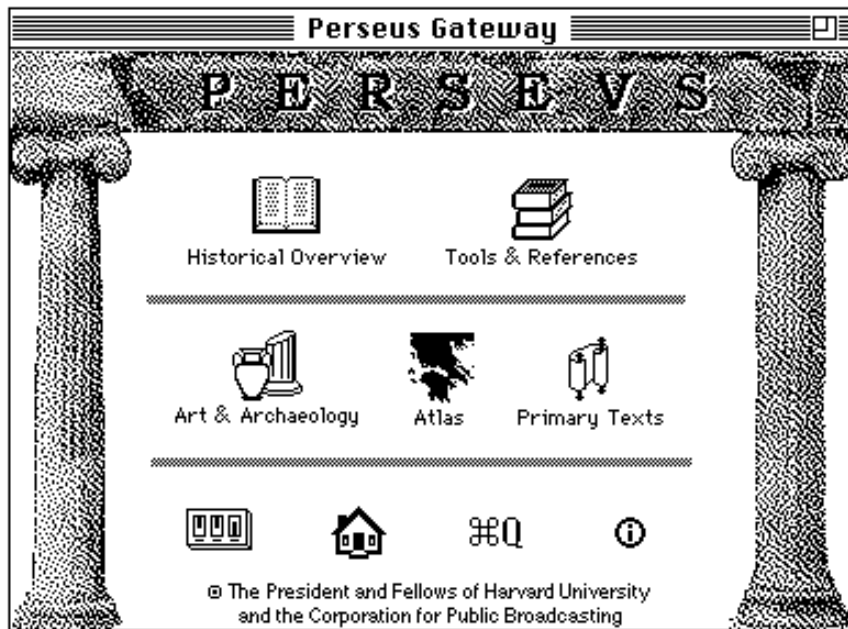 Perseus Gateway
PERSEVS
Historical Overview
Tools & References
Art & Archaeology
Atlas
Primary Texts
⌘Q
© The President and Fellows of Harvard University
and the Corporation for Public Broadcasting